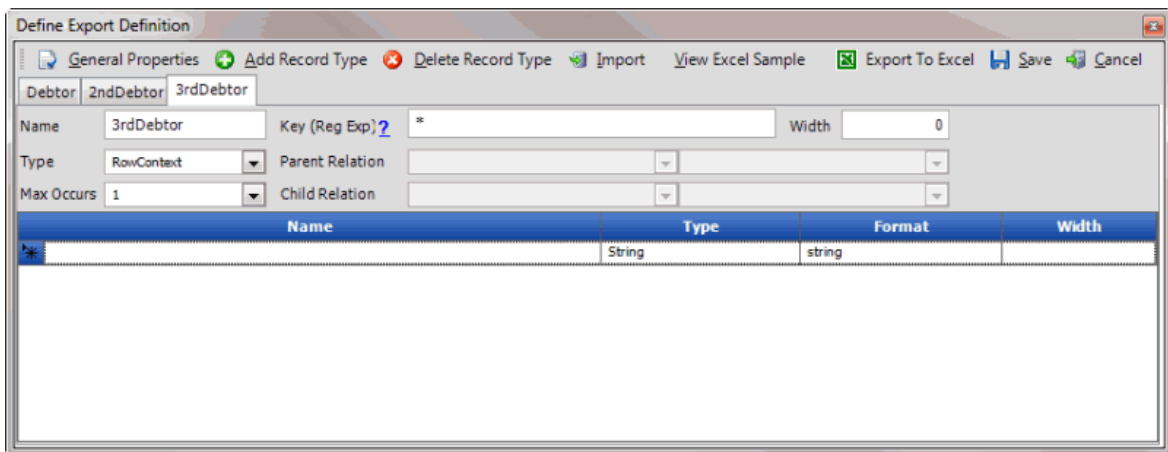 Define Export Definition
General Properties Add Record Type Delete Record Type Import View Excel Sample Export To Excel Save Cancel
Debtor 2ndDebtor 3rdDebtor
Name 3rdDebtor Key (Reg Exp) ? * Width 0
Type RowContext Parent Relation
Max Occurs 1 Child Relation
Name Type Format Width
String string